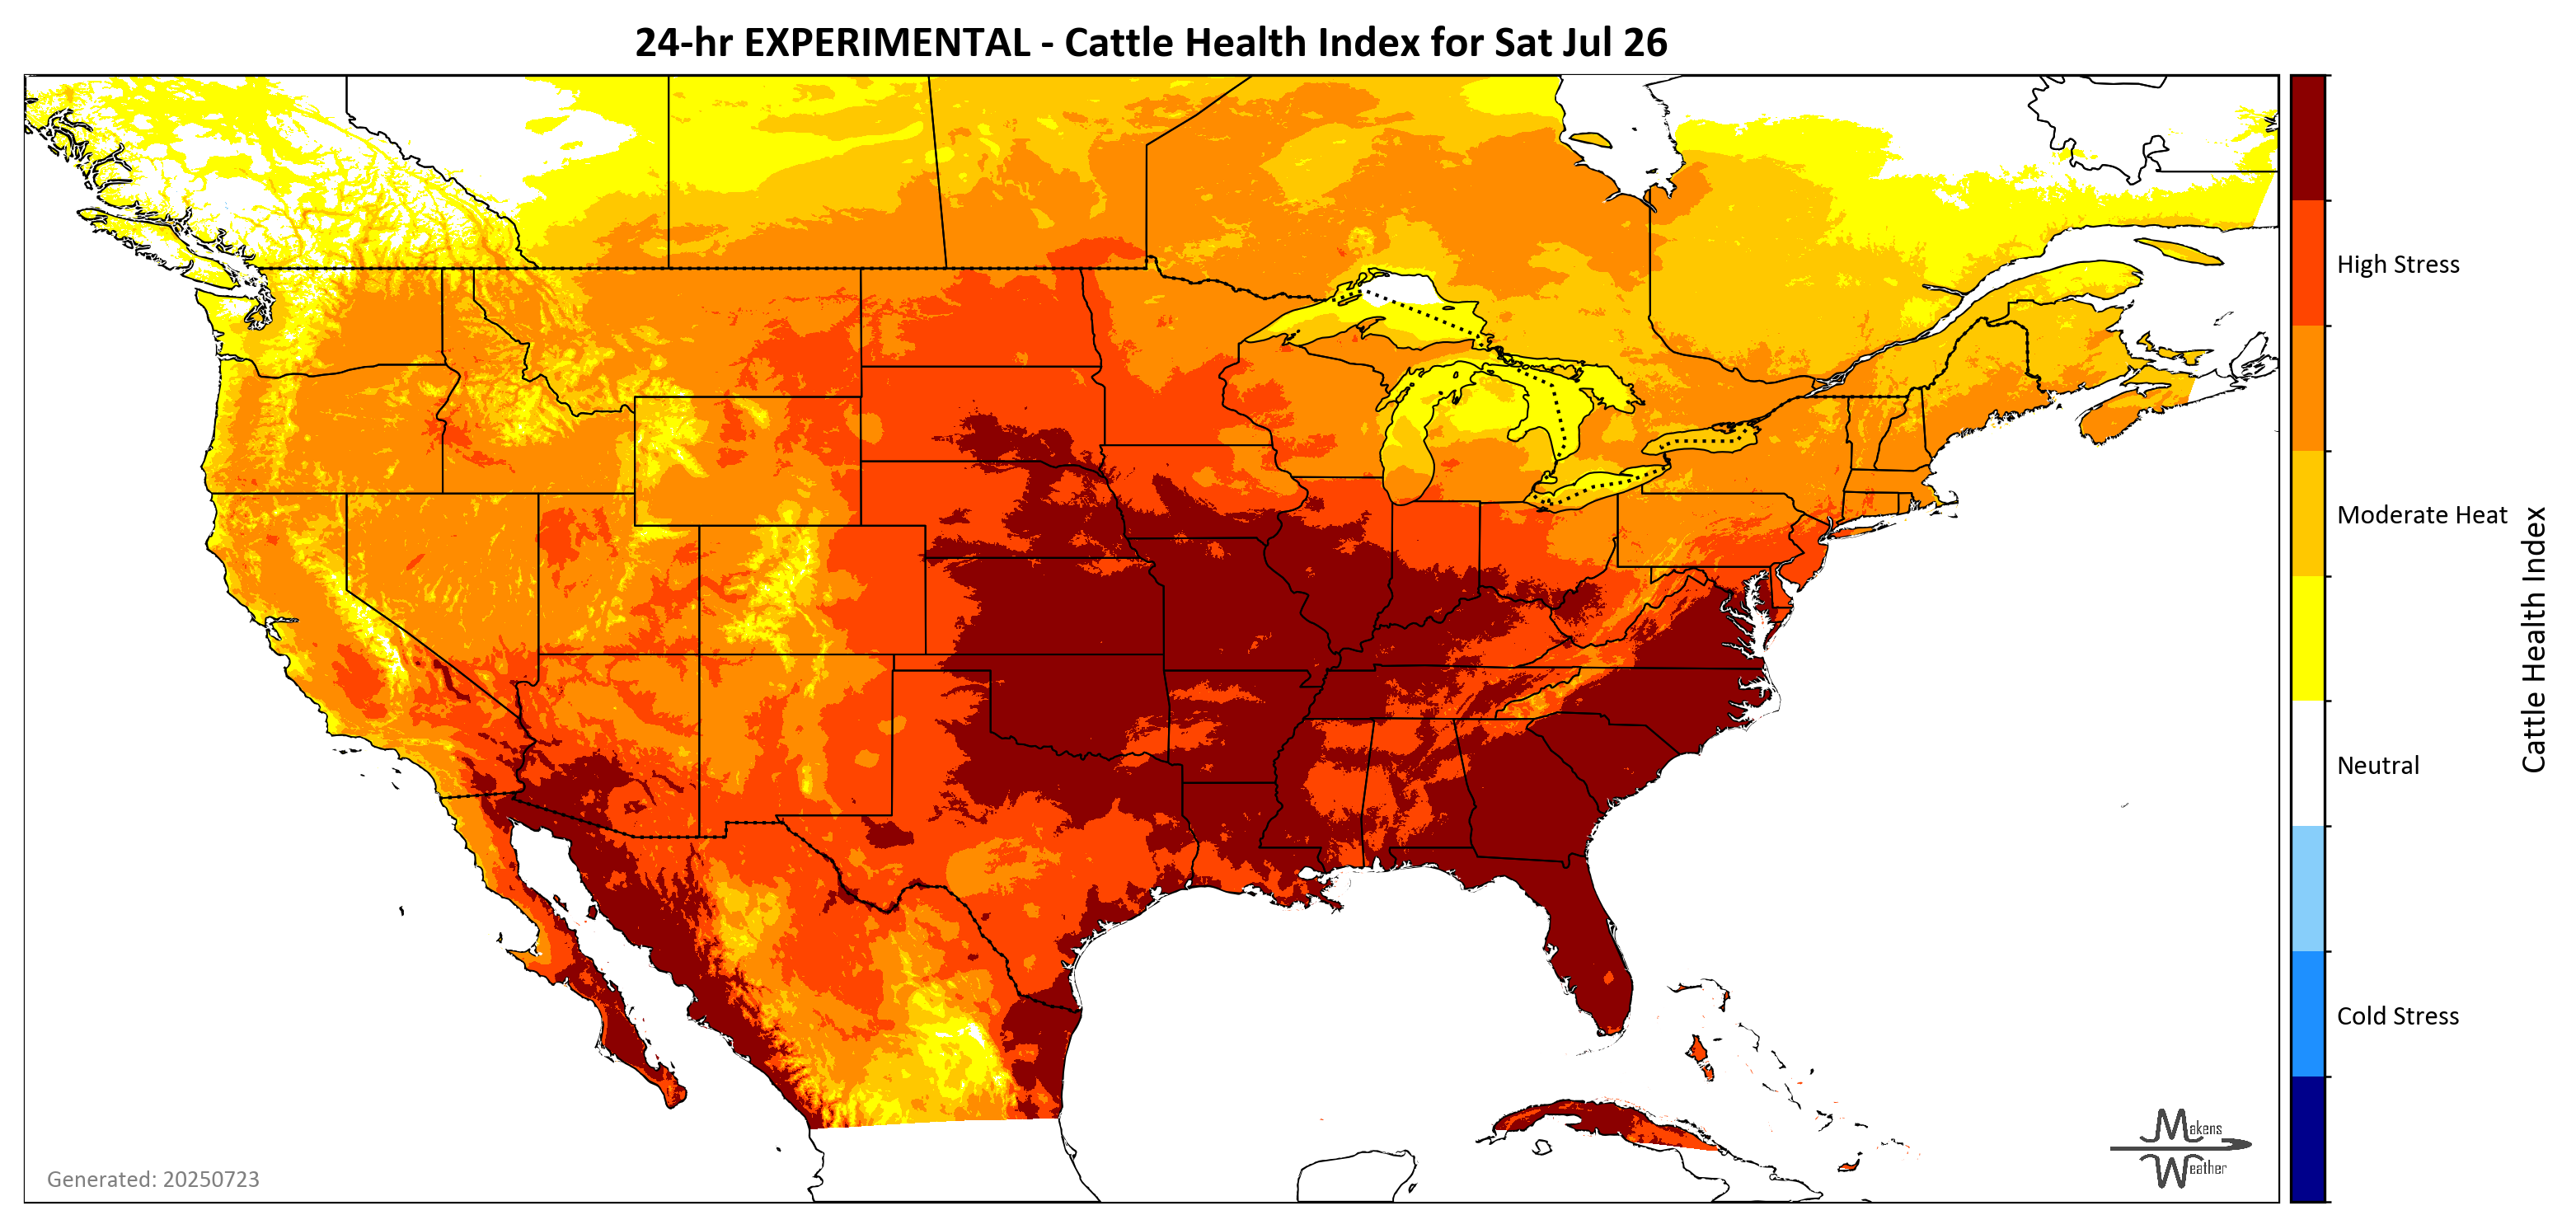 24-hr EXPERIMENTAL - Cattle Health Index for Sat Jul 26
High Stress
Moderate Heat
Neutral
Cold Stress
Cattle Health Index
Generated: 20250723
Makens
Weather